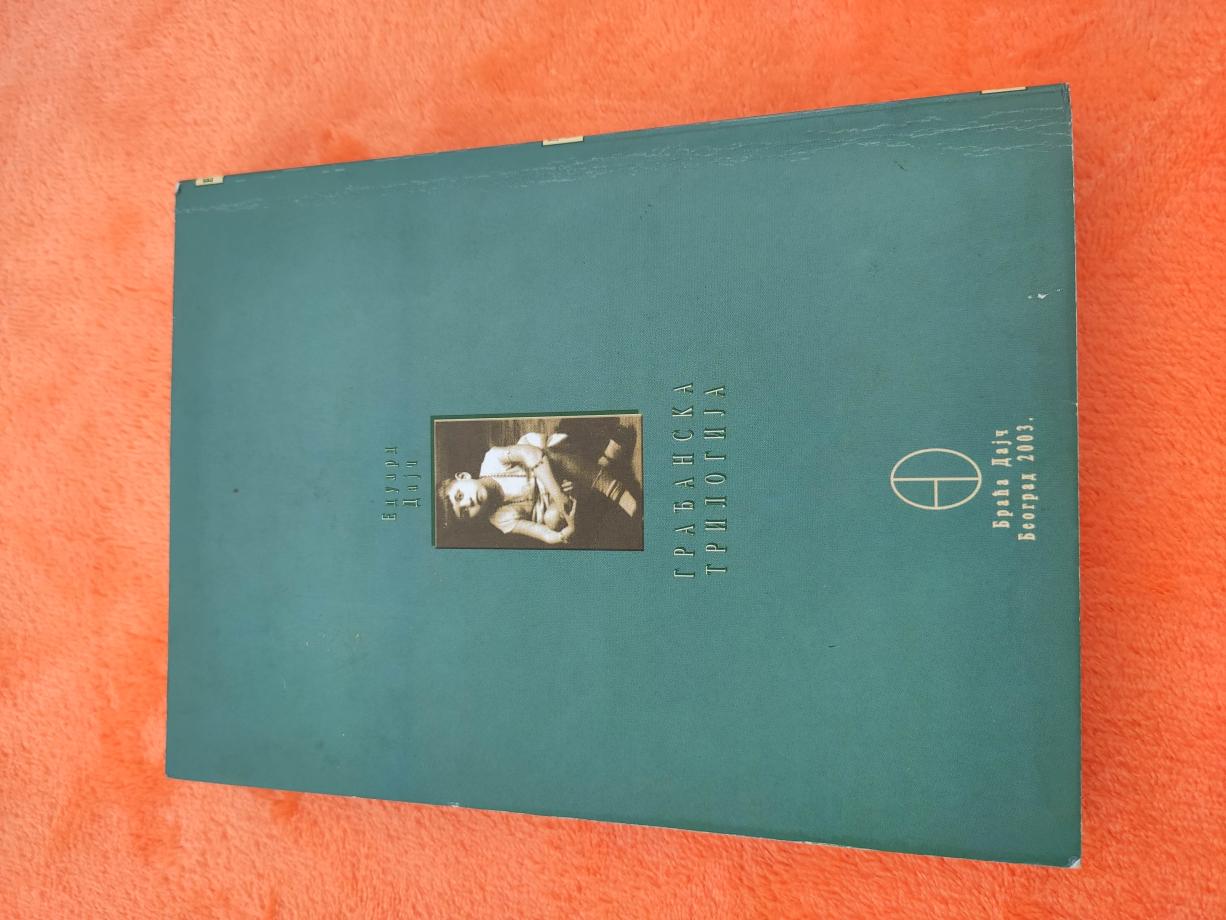 Едуард
Дајч
ГРАЂАНСКА
ТРИЛОГИЈА
Браћа Дајч
Београд 2003.